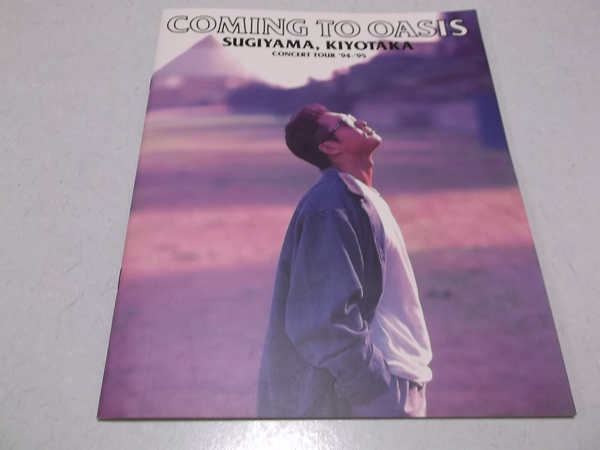 COMING TO OASIS
SUGIYAMA, KIYOTAKA
CONCERT TOUR '94-'95